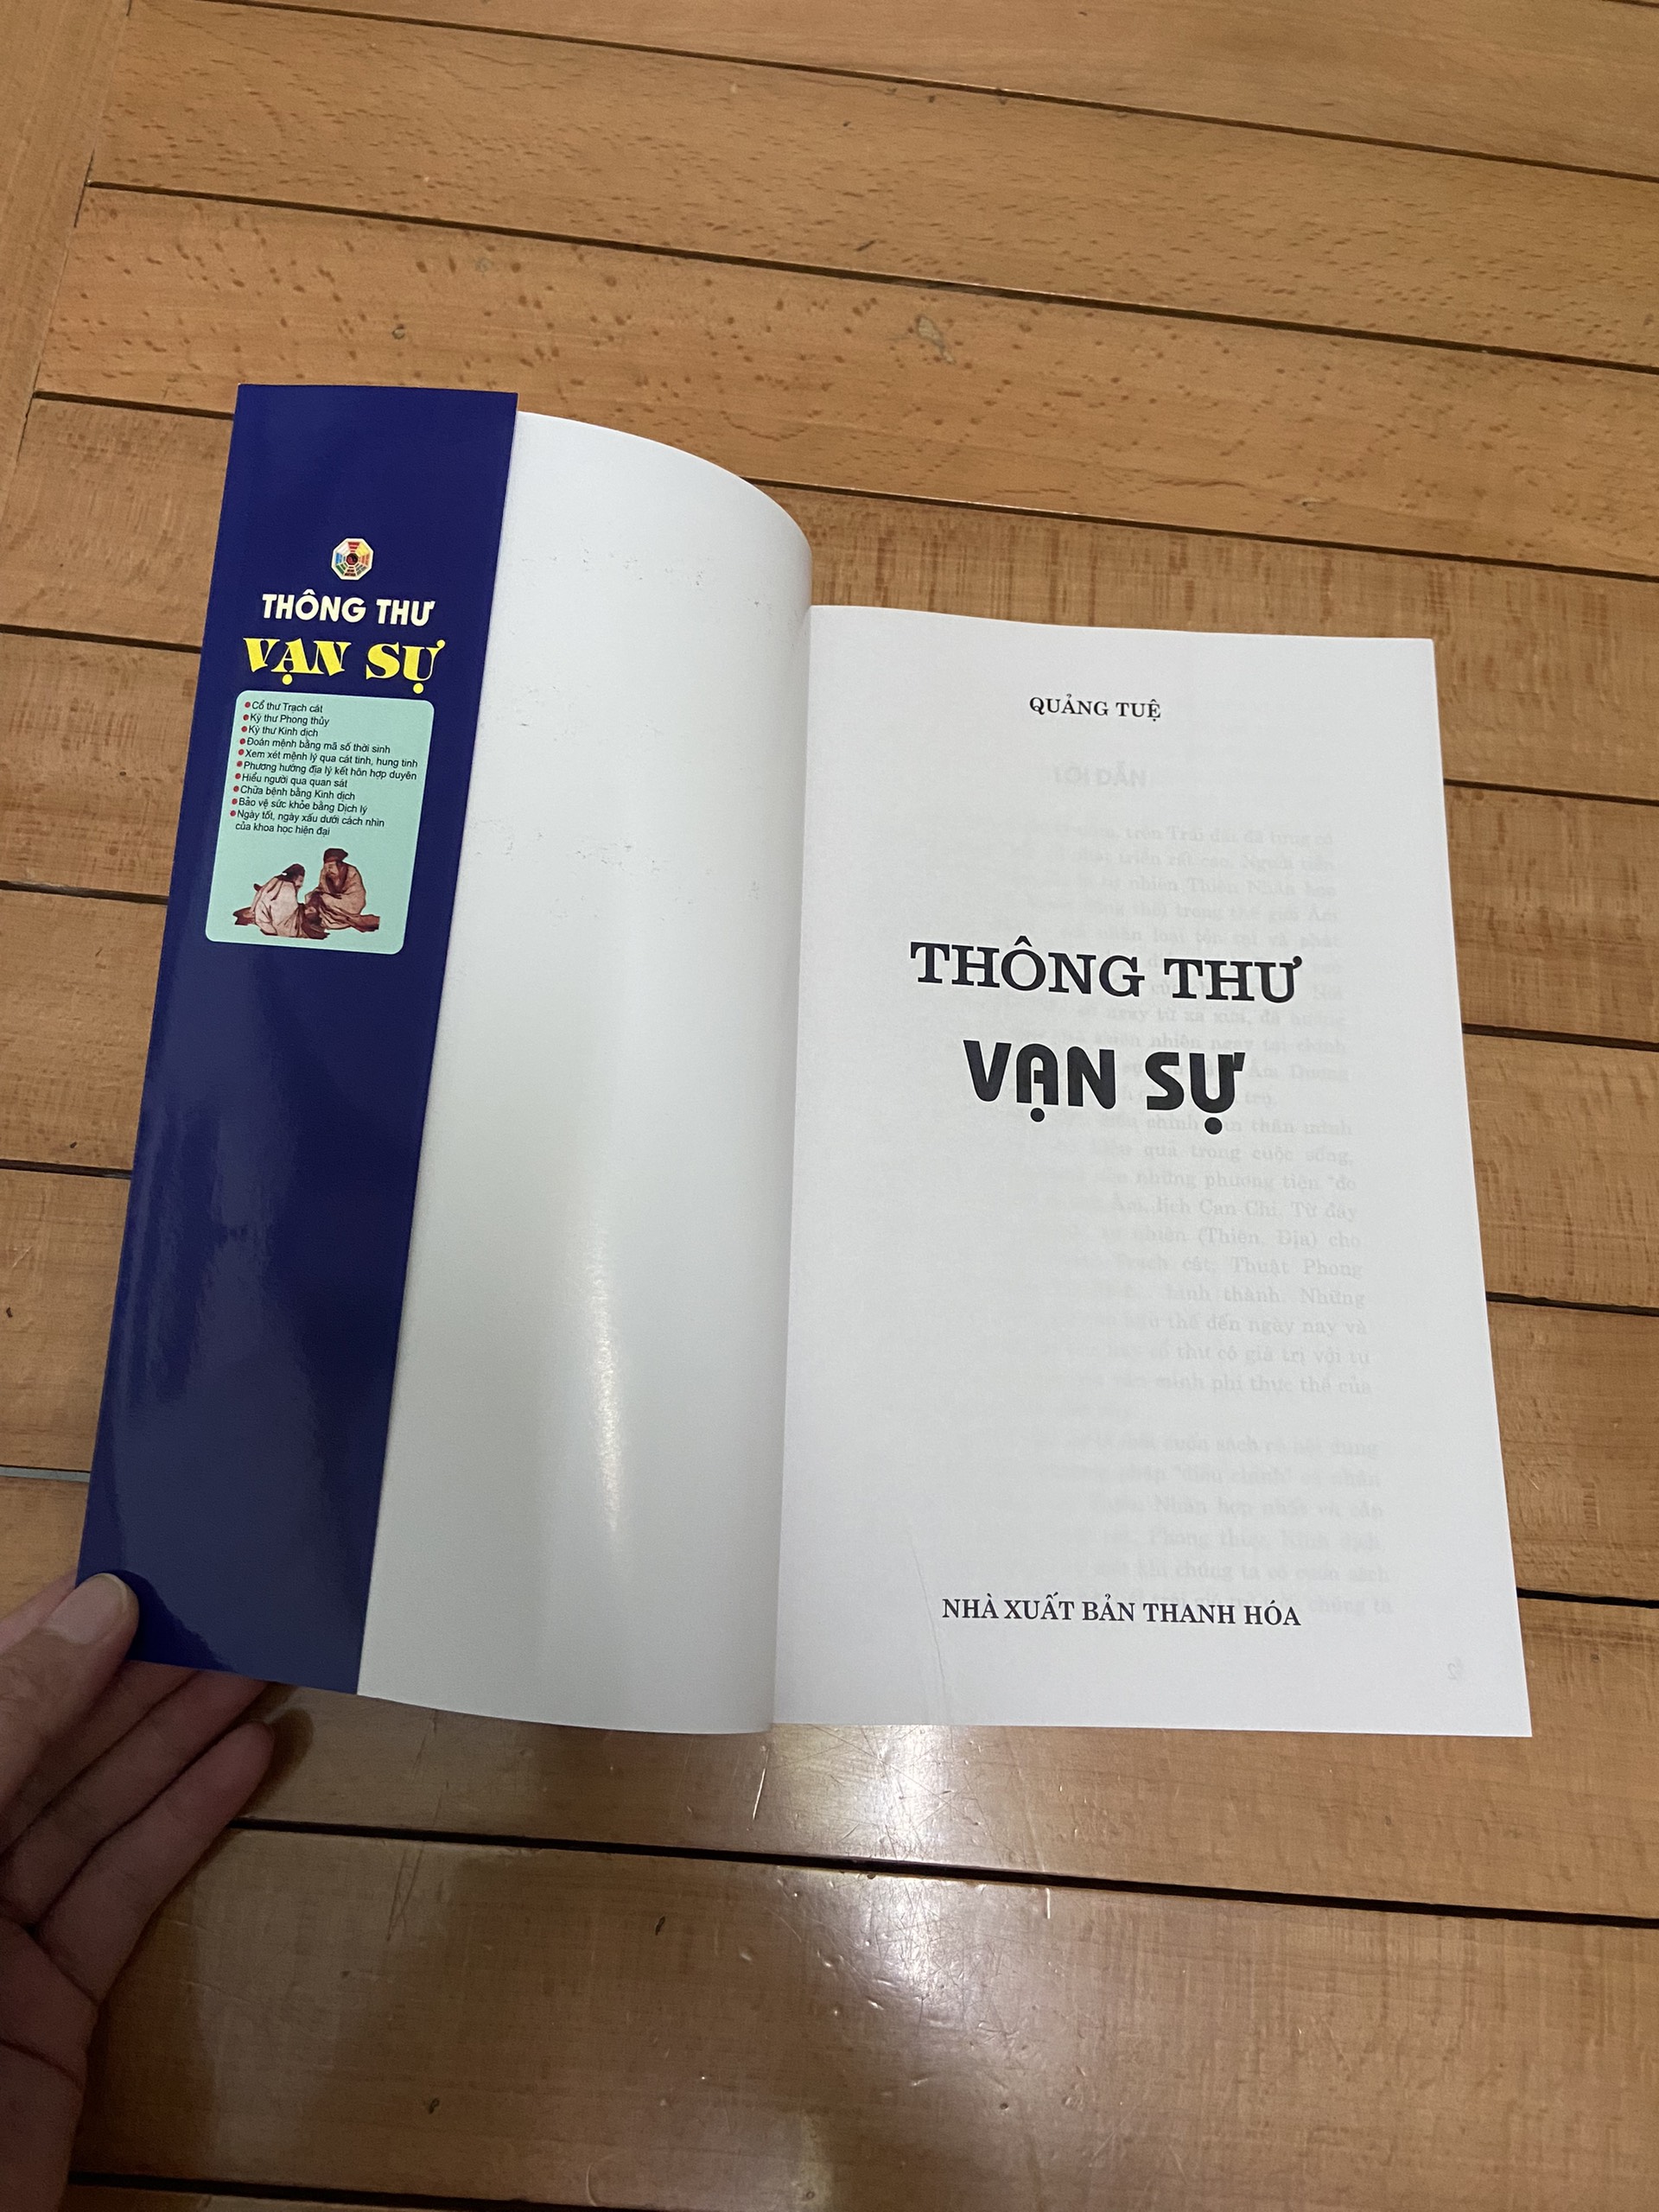 THÔNG THƯ
VẠN SỰ
Cổ thư Trạch cát
Kỳ thư Phong thủy
Kỳ thư Kinh dịch
Đoán mệnh bằng mã số thời sinh
Xem xét mệnh lý qua cát tinh, hung tinh
Phương hướng địa lý kết hôn hợp duyên
Hiểu người qua quan sát
Chữa bệnh bằng Kinh dịch
Bảo vệ sức khỏe bằng Dịch lý
Ngày tốt, ngày xấu dưới cách nhìn
của khoa học hiện đại
QUẢNG TUỆ
THÔNG THƯ
VẠN SỰ
NHÀ XUẤT BẢN THANH HÓA